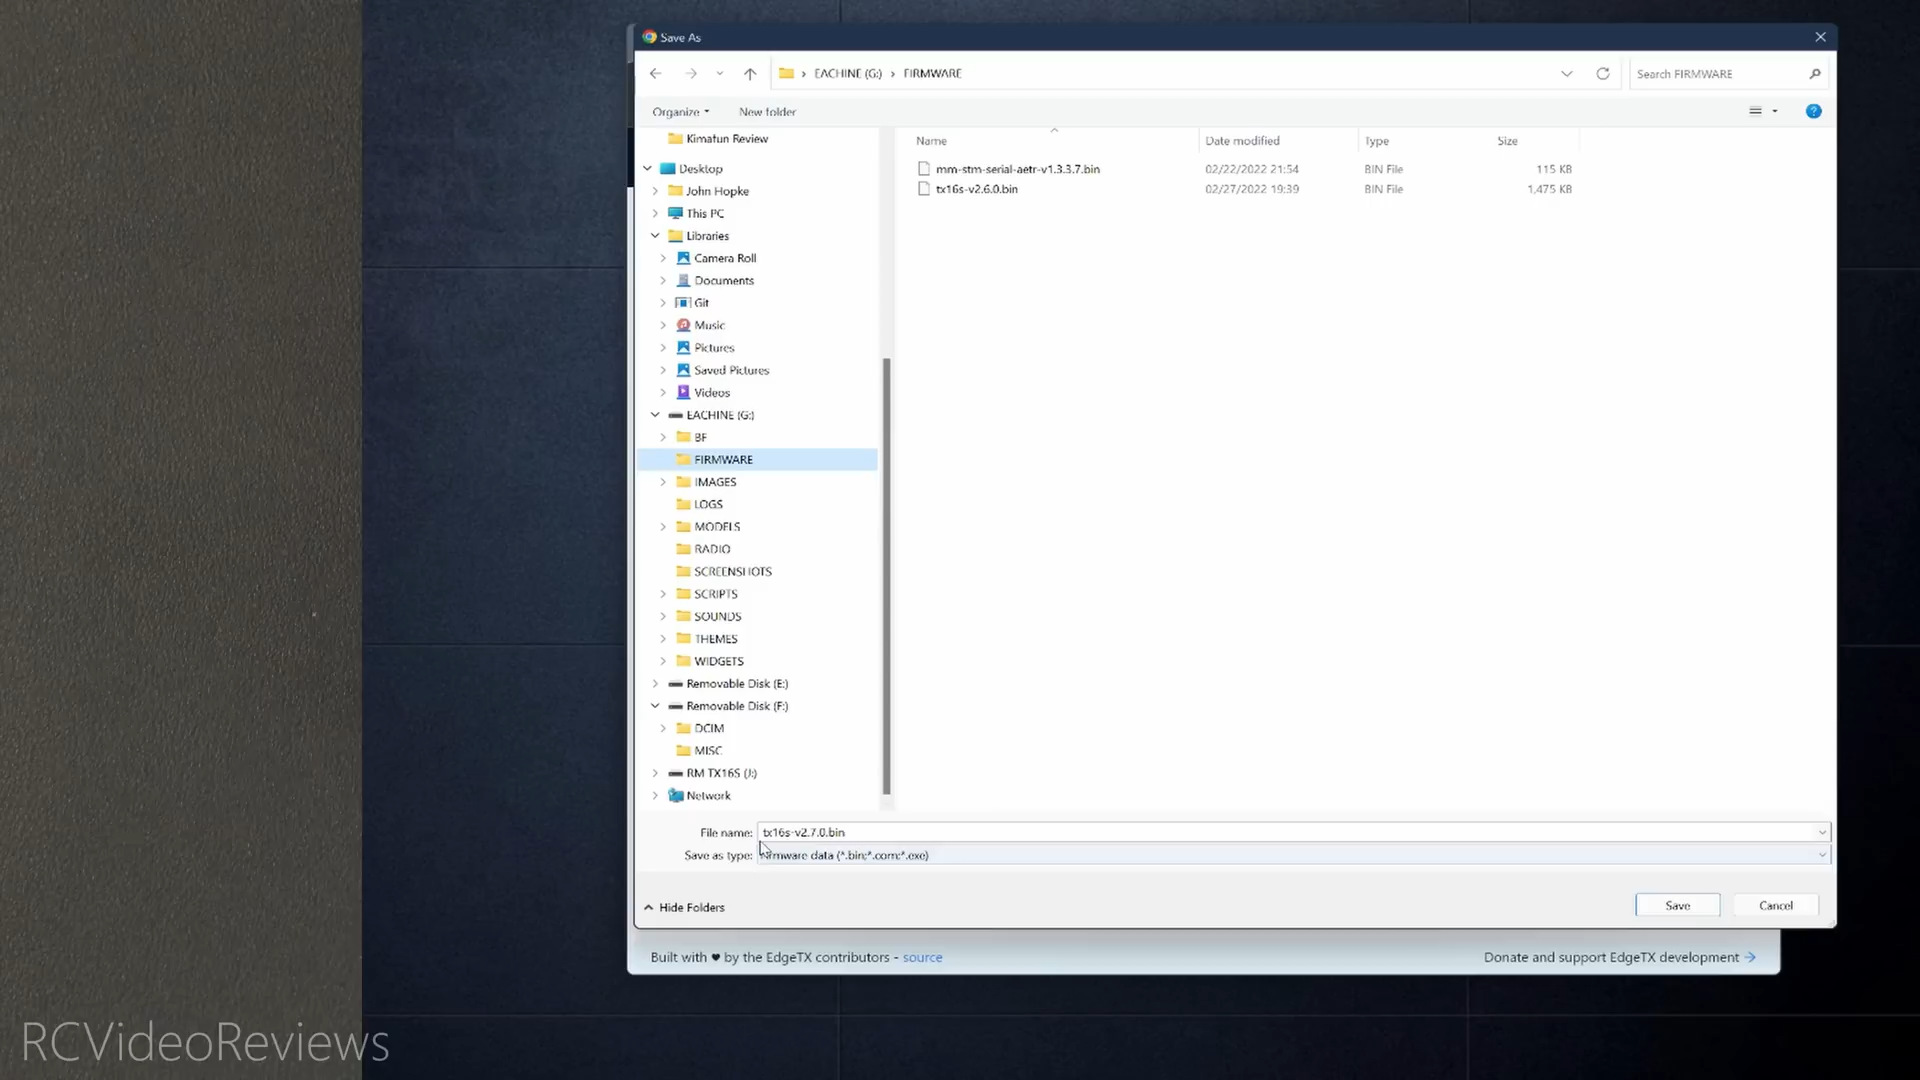 Save As
EACHINE (G:) › FIRMWARE
Search FIRMWARE
Organize
New folder
Kimafun Review
Desktop
John Hopke
This PC
Libraries
Camera Roll
Documents
Git
Music
Pictures
Saved Pictures
Videos
EACHINE (G:)
BF
FIRMWARE
IMAGES
LOGS
MODELS
RADIO
SCREENSHOTS
SCRIPTS
SOUNDS
THEMES
WIDGETS
Removable Disk (E:)
Removable Disk (F:)
DCIM
MISC
RM TX16S (J:)
Network
Name Date modified Type Size
mm-stm-serial-aetr-v1.3.3.7.bin 02/22/2022 21:54 BIN File 115 KB
tx16s-v2.6.0.bin 02/27/2022 19:39 BIN File 1,475 KB
File name: tx16s-v2.7.0.bin
Save as type: Firmware data (*.bin;*.com;*.exe)
Hide Folders
Save
Cancel
Built with ♥ by the EdgeTX contributors - source
Donate and support EdgeTX development →
RCVideoReviews